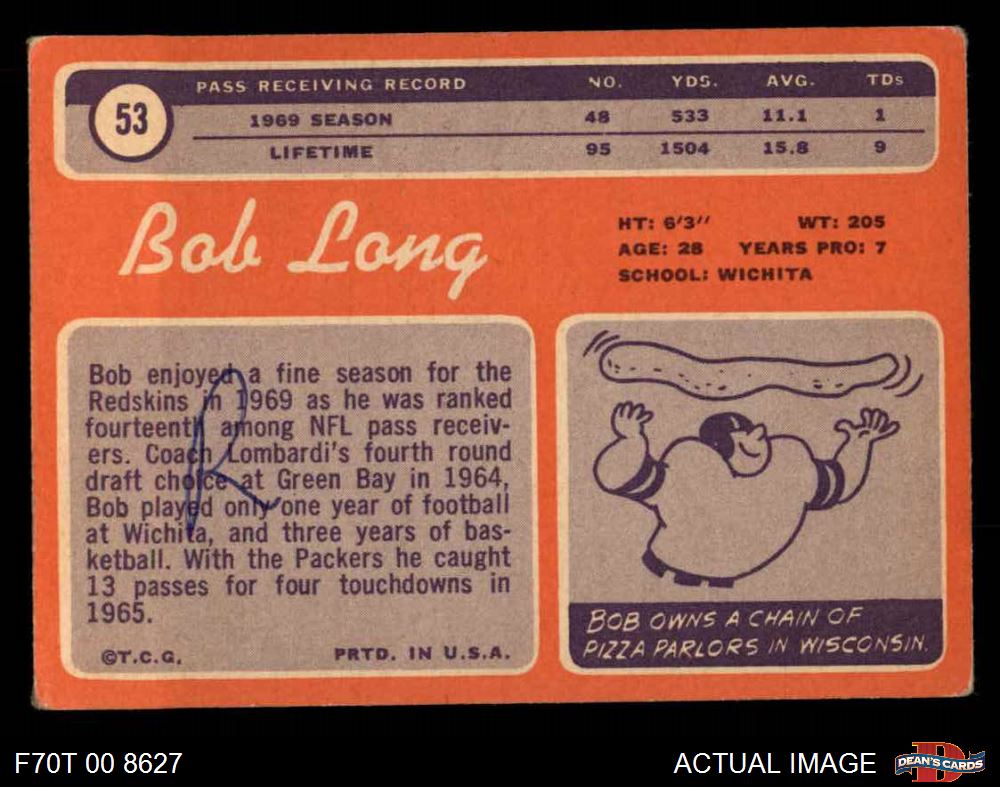 53
PASS RECEIVING RECORD NO. YDS. AVG. TDs
1969 SEASON 48 533 11.1 1
LIFETIME 95 1504 15.8 9
Bob Long
HT: 6'3" WT: 205
AGE: 28 YEARS PRO: 7
SCHOOL: WICHITA
Bob enjoyed a fine season for the
Redskins in 1969 as he was ranked
fourteenth among NFL pass receiv-
ers. Coach Lombardi's fourth round
draft choice at Green Bay in 1964,
Bob played only one year of football
at Wichita, and three years of bas-
ketball. With the Packers he caught
13 passes for four touchdowns in
1965.
R
©T.C.G. PRTD. IN U.S.A.
BOB OWNS A CHAIN OF
PIZZA PARLORS IN WISCONSIN.
F70T 00 8627
ACTUAL IMAGE
D
DEAN'S CARDS